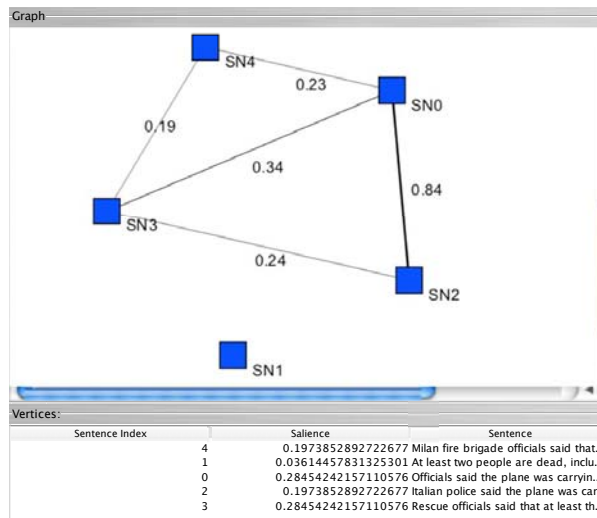 Graph
SN4
0.23
SN0
0.19
0.34
0.84
SN3
0.24
SN2
SN1
Vertices:
Sentence Index Salience Sentence
4 0.1973852892722677 Milan fire brigade officials said that.
1 0.03614457831325301 At least two people are dead, inclu.
0 0.28454242157110576 Officials said the plane was carryin..
2 0.1973852892722677 Italian police said the plane was car
3 0.28454242157110576 Rescue officials said that at least th.